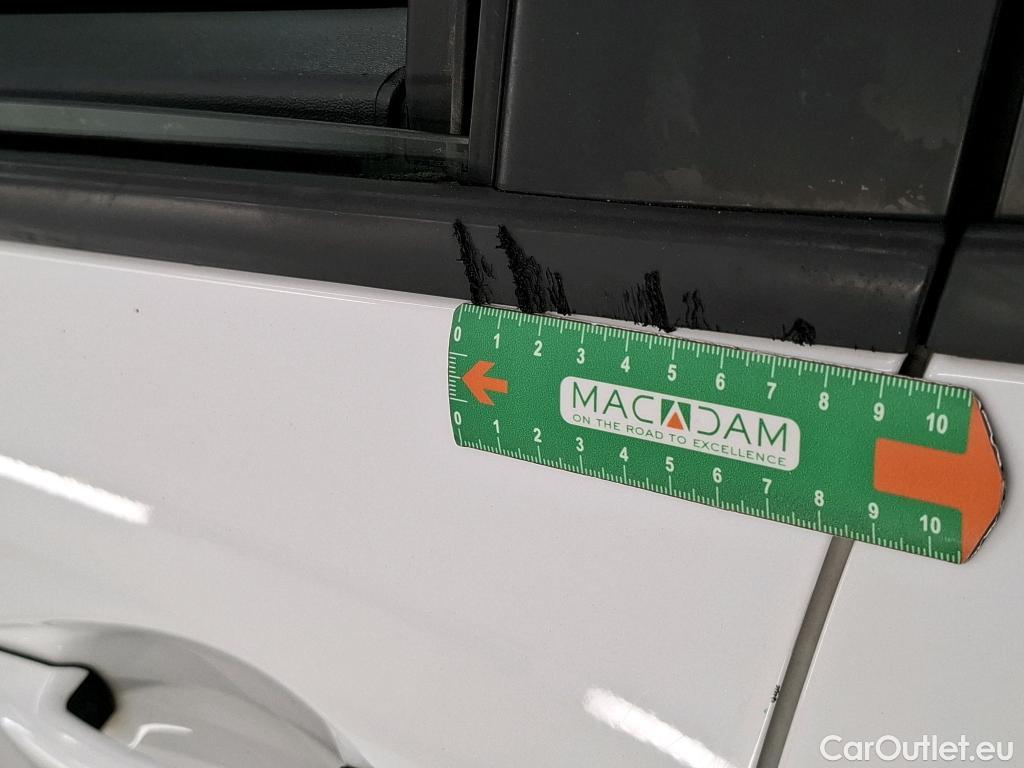 0 1 2 3 4 5 6 7 8 9 10
MACADAM
ON THE ROAD TO EXCELLENCE
0 1 2 3 4 5 6 7 8 9 10
CarOutlet.eu